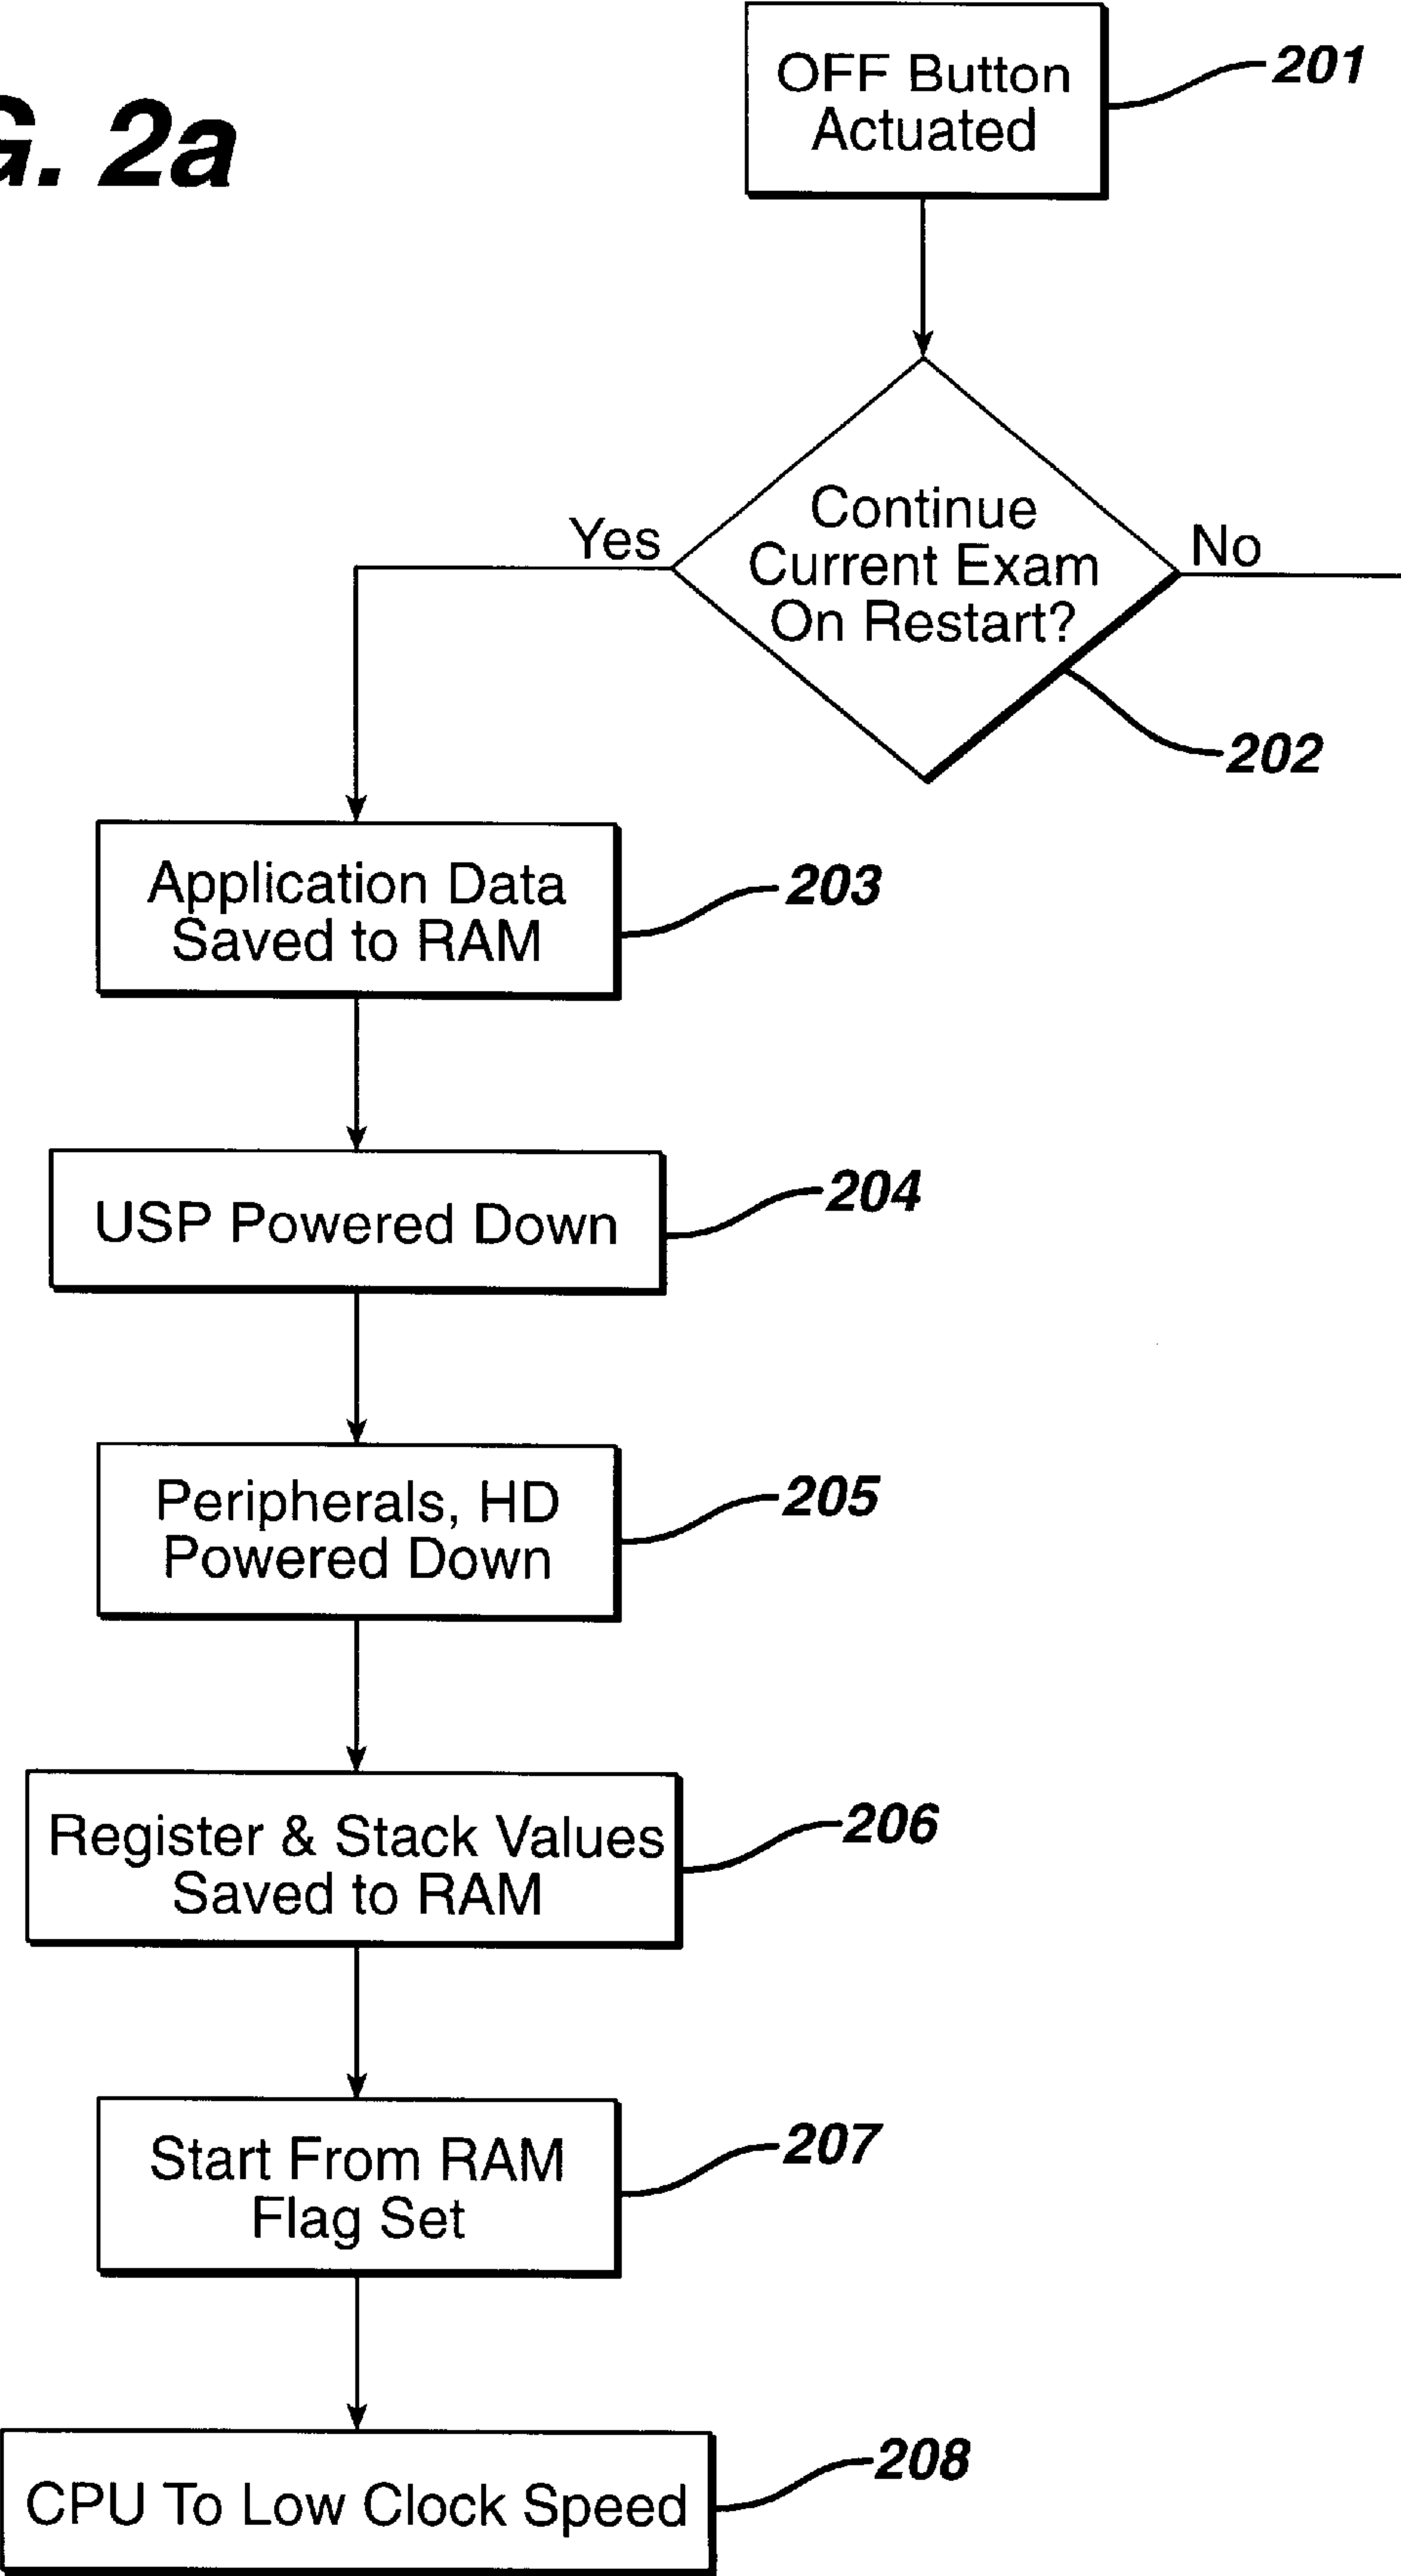 G. 2a
OFF Button
Actuated
201
Continue
Current Exam
On Restart?
Yes
No
202
Application Data
Saved to RAM
203
USP Powered Down
204
Peripherals, HD
Powered Down
205
Register & Stack Values
Saved to RAM
206
Start From RAM
Flag Set
207
CPU To Low Clock Speed
208